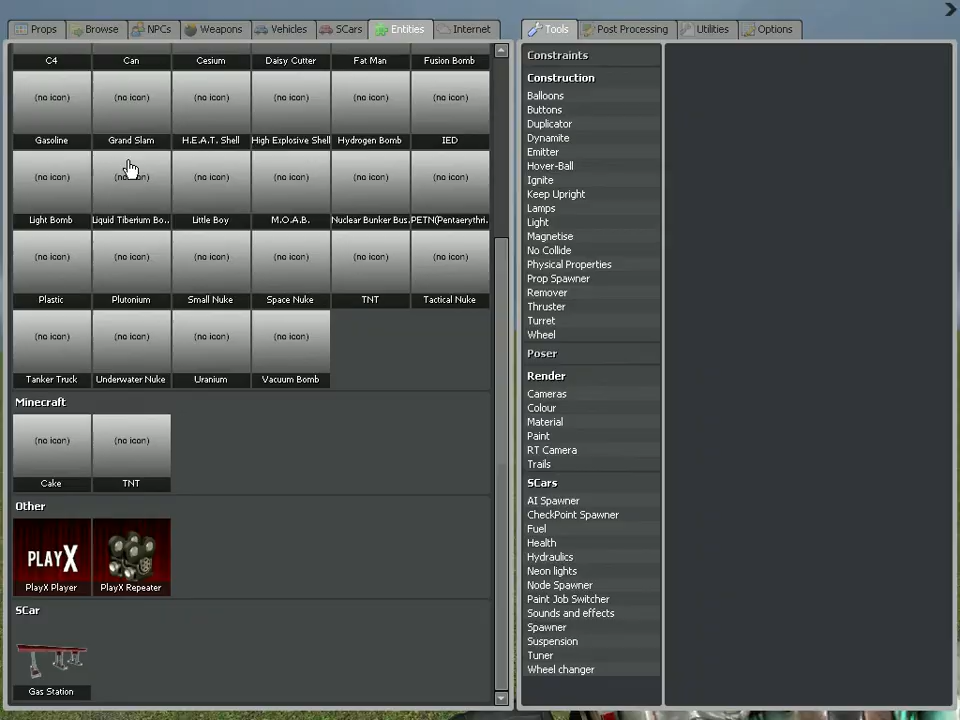 Props Browse NPCs Weapons Vehicles SCars Entities Internet
C4 Can Cesium Daisy Cutter Fat Man Fusion Bomb
(no icon) (no icon) (no icon) (no icon) (no icon) (no icon)
Gasoline Grand Slam H.E.A.T. Shell High Explosive Shell Hydrogen Bomb IED
(no icon) (no icon) (no icon) (no icon) (no icon) (no icon)
Light Bomb Liquid Tiberium Bo... Little Boy M.O.A.B. Nuclear Bunker Bus... PETN(Pentaerythri...
(no icon) (no icon) (no icon) (no icon) (no icon) (no icon)
Plastic Plutonium Small Nuke Space Nuke TNT Tactical Nuke
(no icon) (no icon) (no icon) (no icon)
Tanker Truck Underwater Nuke Uranium Vacuum Bomb
Minecraft
(no icon) (no icon)
Cake TNT
Other
PLAYX
PlayX Player PlayX Repeater
SCar
Gas Station
Tools Post Processing Utilities Options
Constraints
Construction
Balloons
Buttons
Duplicator
Dynamite
Emitter
Hover-Ball
Ignite
Keep Upright
Lamps
Light
Magnetise
No Collide
Physical Properties
Prop Spawner
Remover
Thruster
Turret
Wheel
Poser
Render
Cameras
Colour
Material
Paint
RT Camera
Trails
SCars
AI Spawner
CheckPoint Spawner
Fuel
Health
Hydraulics
Neon lights
Node Spawner
Paint Job Switcher
Sounds and effects
Spawner
Suspension
Tuner
Wheel changer